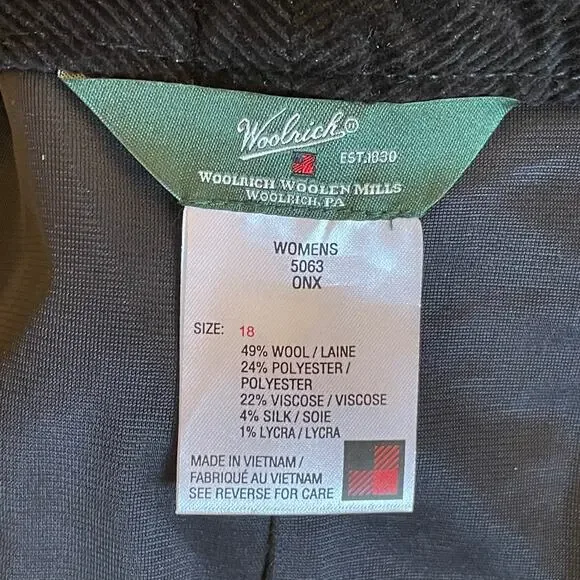 Woolrich®
EST. 1830
WOOLRICH WOOLEN MILLS
WOOLRICH, PA
WOMENS
5063
ONX
SIZE: 18
49% WOOL / LAINE
24% POLYESTER /
POLYESTER
22% VISCOSE / VISCOSE
4% SILK / SOIE
1% LYCRA / LYCRA
MADE IN VIETNAM /
FABRIQUÉ AU VIETNAM
SEE REVERSE FOR CARE